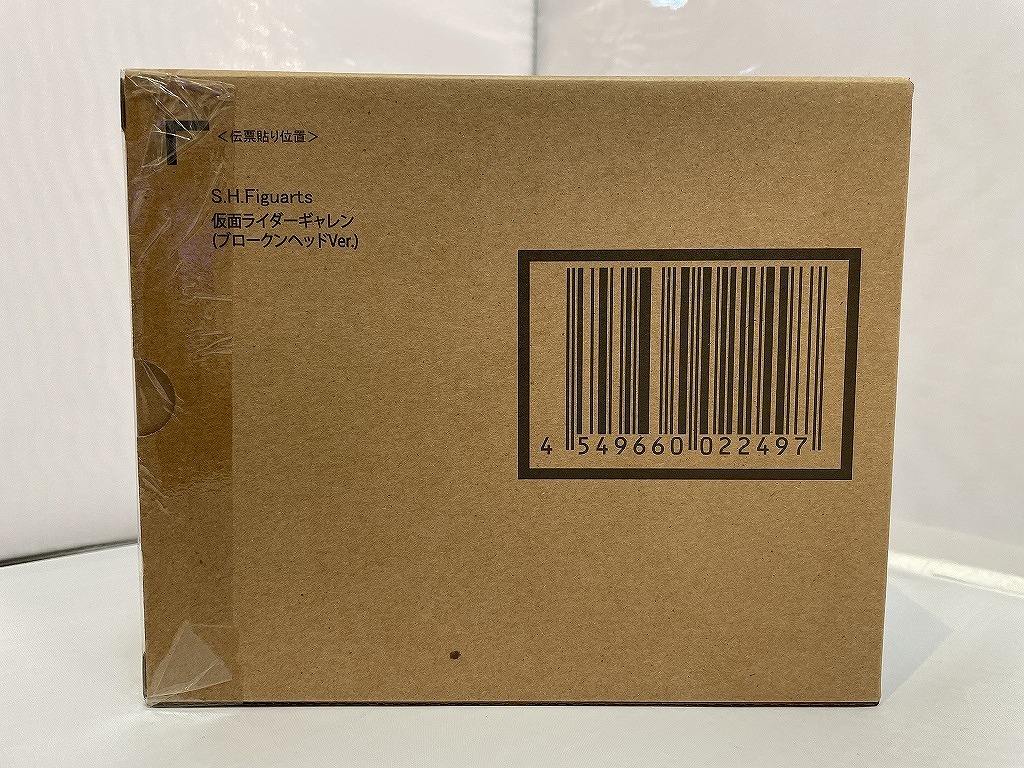 <伝票貼り位置>
S.H.Figuarts
仮面ライダーギャレン
(ブロークンヘッドVer.)
4 549660 022497